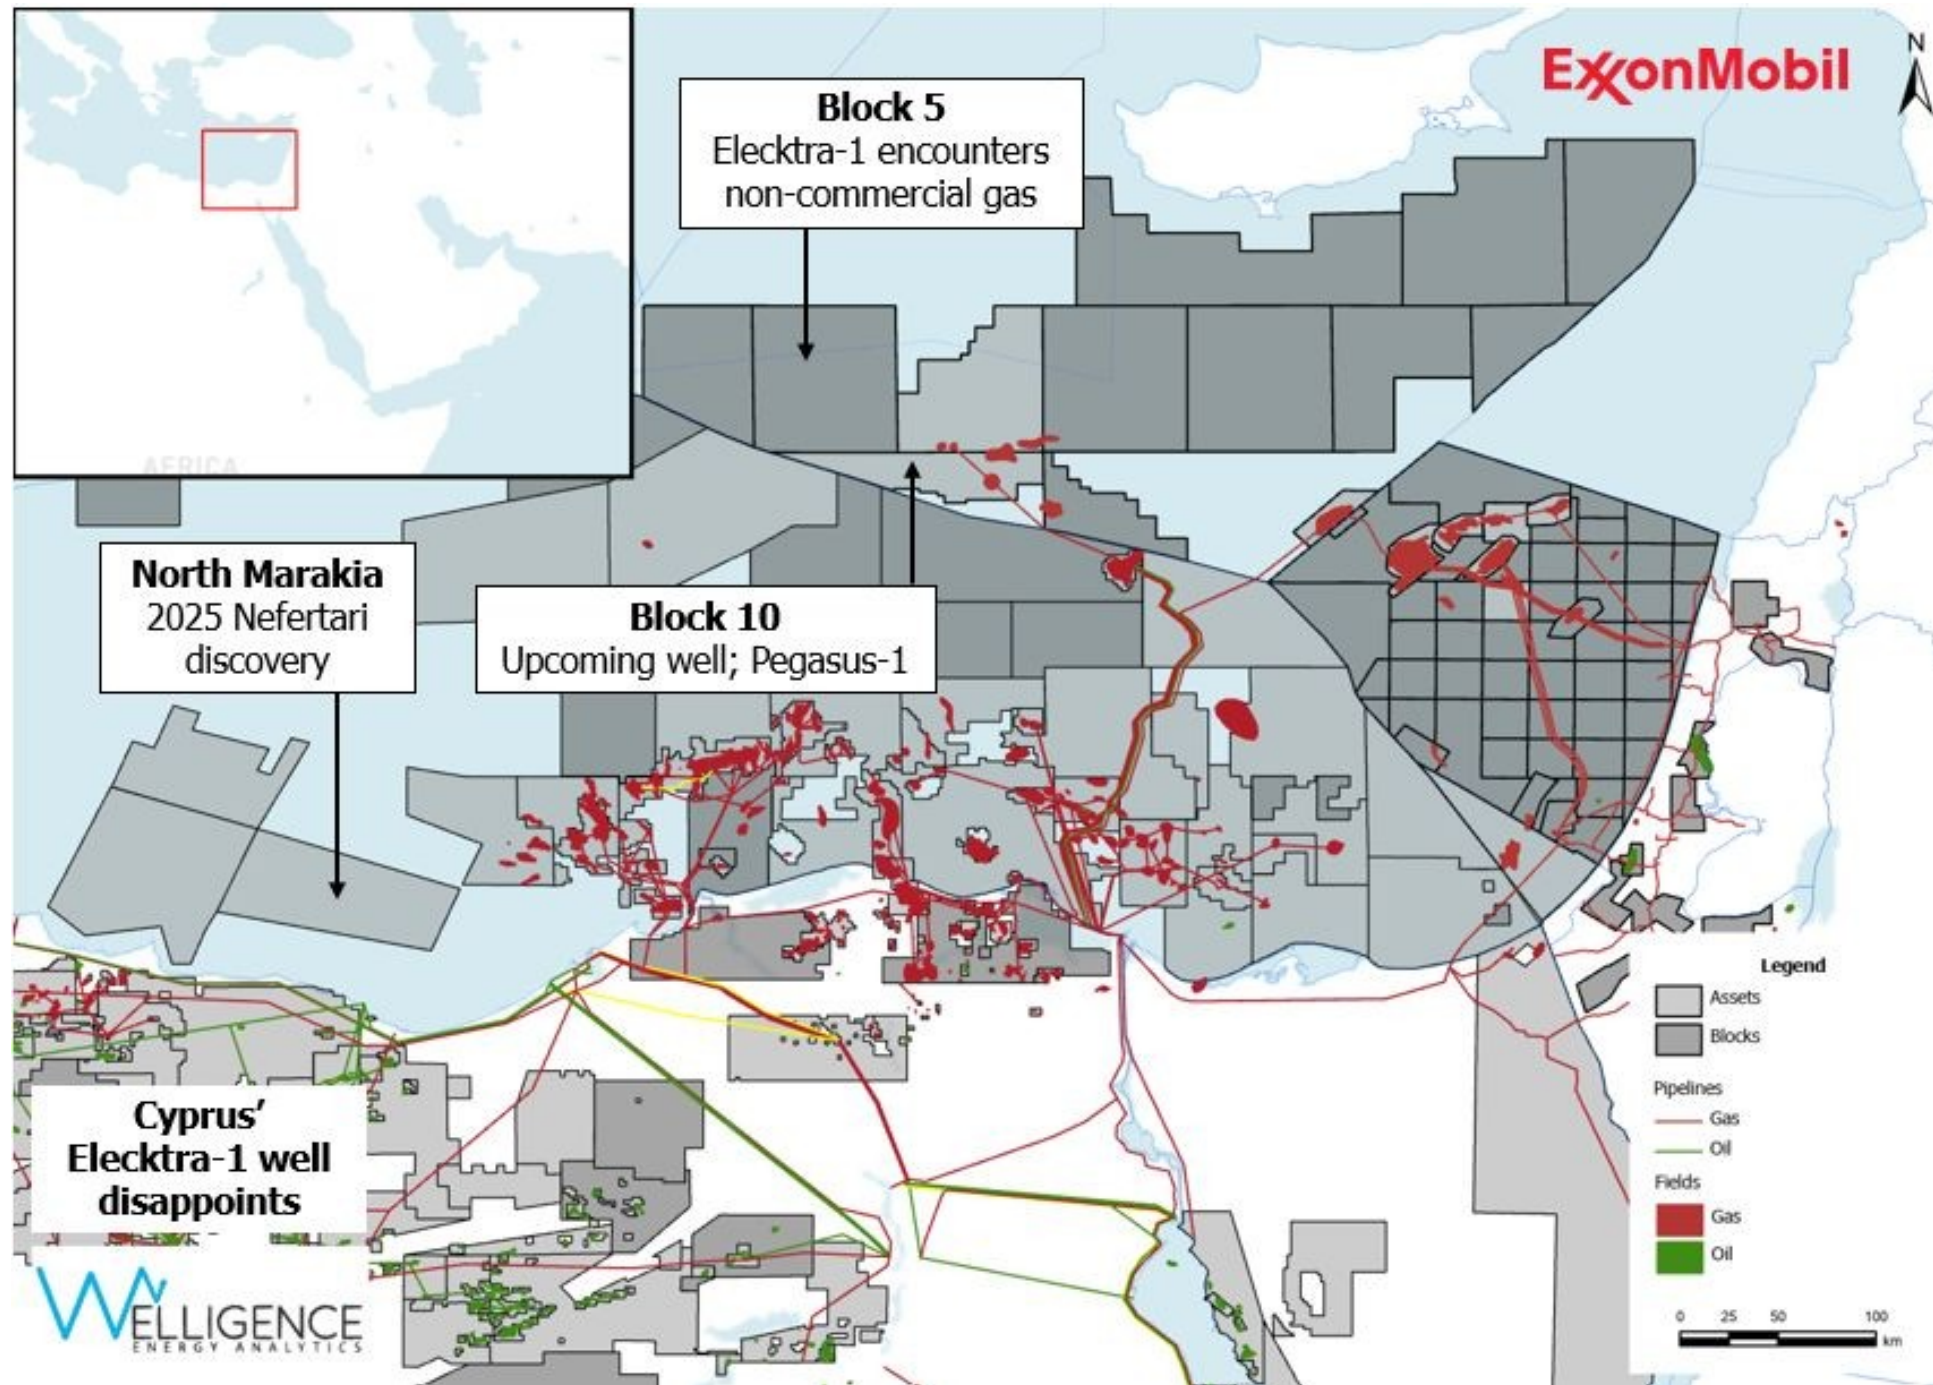 ExxonMobil
N
Block 5
Elecktra-1 encounters
non-commercial gas
AFRICA
North Marakia
2025 Nefertari
discovery
Block 10
Upcoming well; Pegasus-1
Cyprus’
Elecktra-1 well
disappoints
WELLIGENCE
ENERGY ANALYTICS
Legend
Assets
Blocks
Pipelines
Gas
Oil
Fields
Gas
Oil
0 25 50 100
km